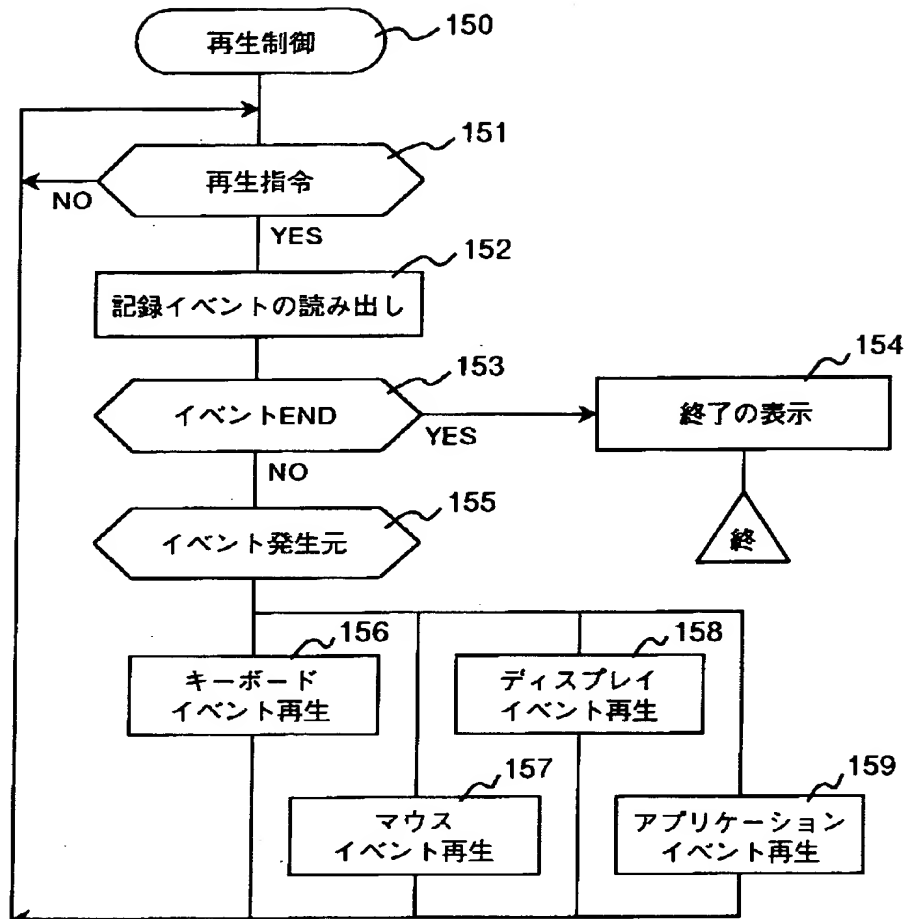 再生制御
150
151
再生指令
NO
YES
152
記録イベントの読み出し
153
154
イベントEND
YES
終了の表示
NO
155
イベント発生元
終
156
158
キーボード
イベント再生
ディスプレイ
イベント再生
157
159
マウス
イベント再生
アプリケーション
イベント再生